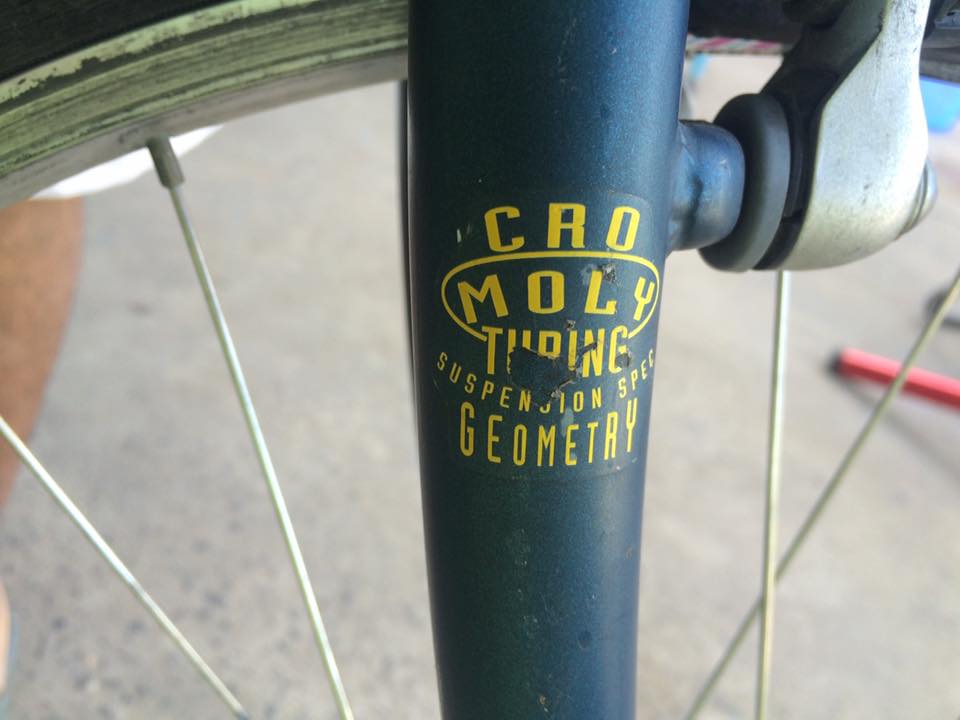 CRO
MOLY
TUBING
SUSPENSION SPEC
GEOMETRY